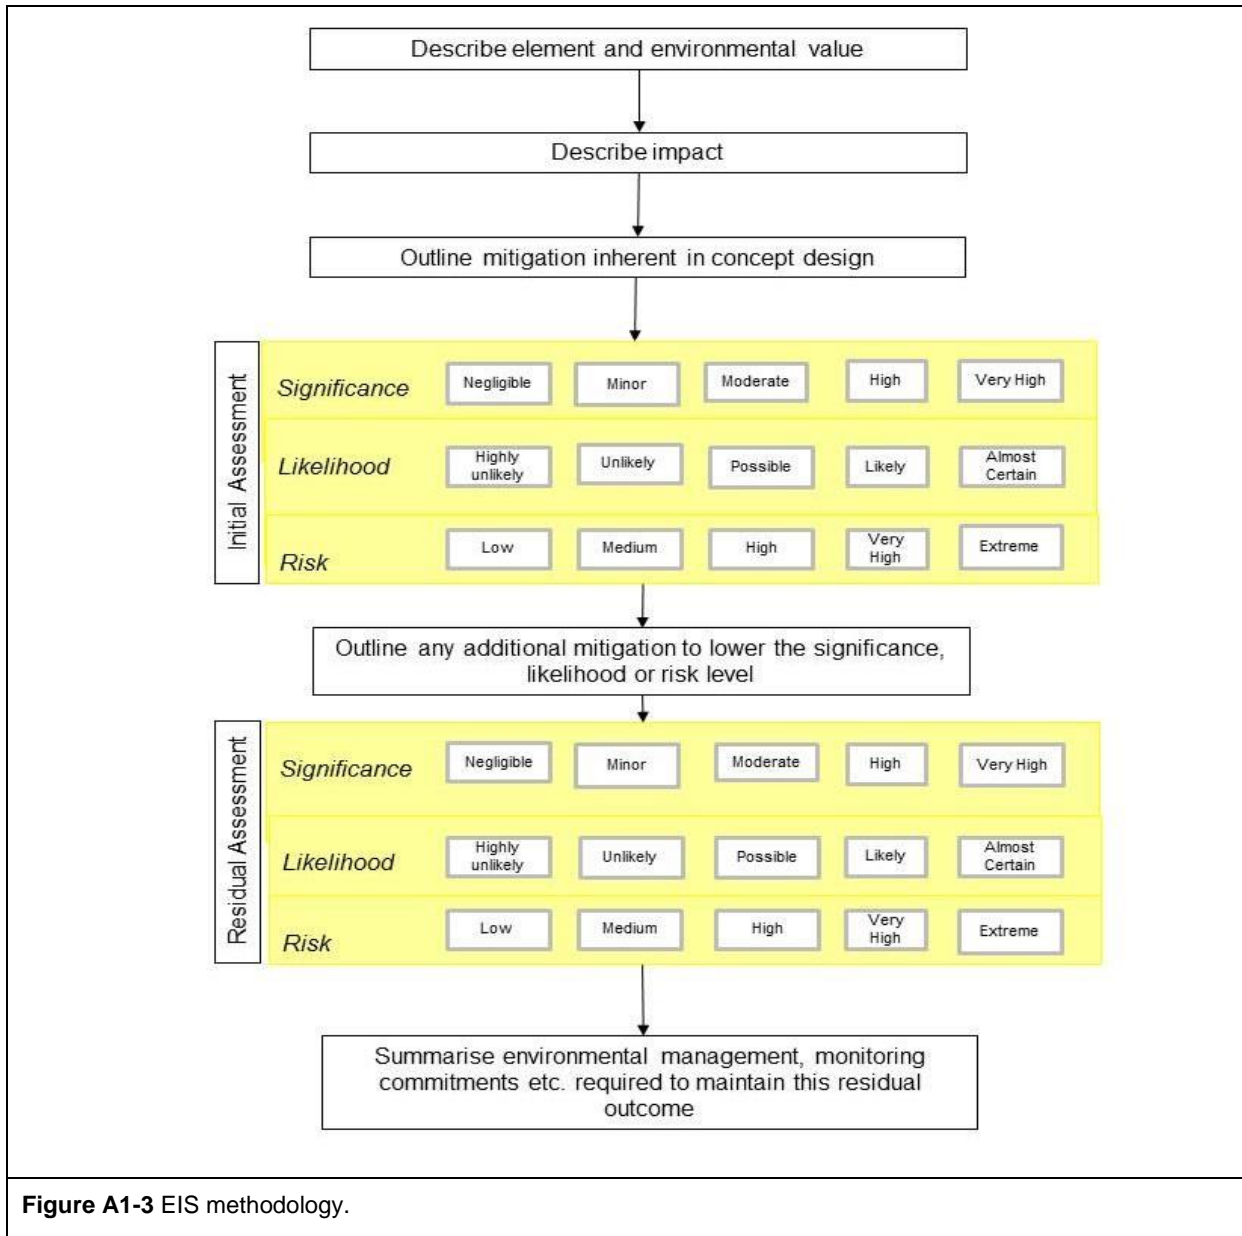 Describe element and environmental value
Describe impact
Outline mitigation inherent in concept design
Initial Assessment
Significance
Negligible
Minor
Moderate
High
Very High
Likelihood
Highly
unlikely
Unlikely
Possible
Likely
Almost
Certain
Risk
Low
Medium
High
Very
High
Extreme
Outline any additional mitigation to lower the significance,
likelihood or risk level
Residual Assessment
Significance
Negligible
Minor
Moderate
High
Very High
Likelihood
Highly
unlikely
Unlikely
Possible
Likely
Almost
Certain
Risk
Low
Medium
High
Very
High
Extreme
Summarise environmental management, monitoring
commitments etc. required to maintain this residual
outcome
Figure A1-3 EIS methodology.